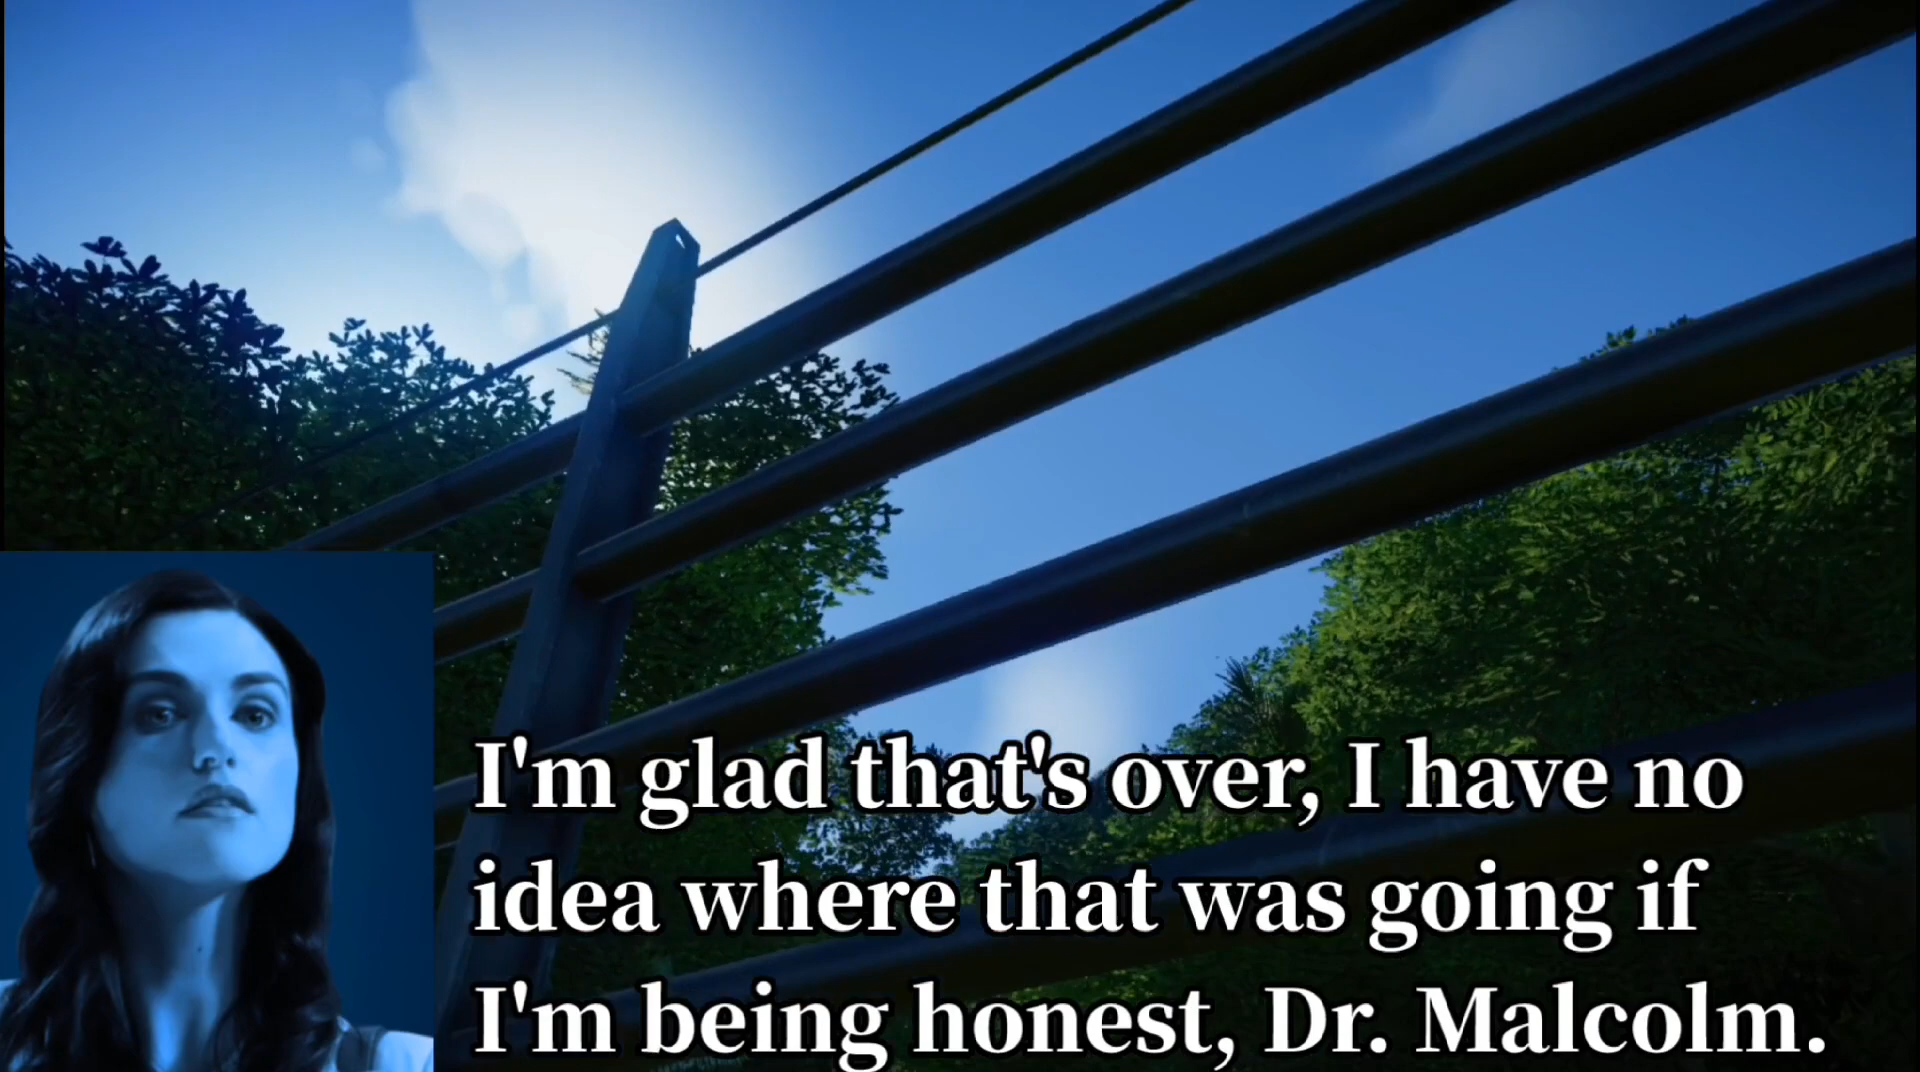 I'm glad that's over, I have no
idea where that was going if
I'm being honest, Dr. Malcolm.